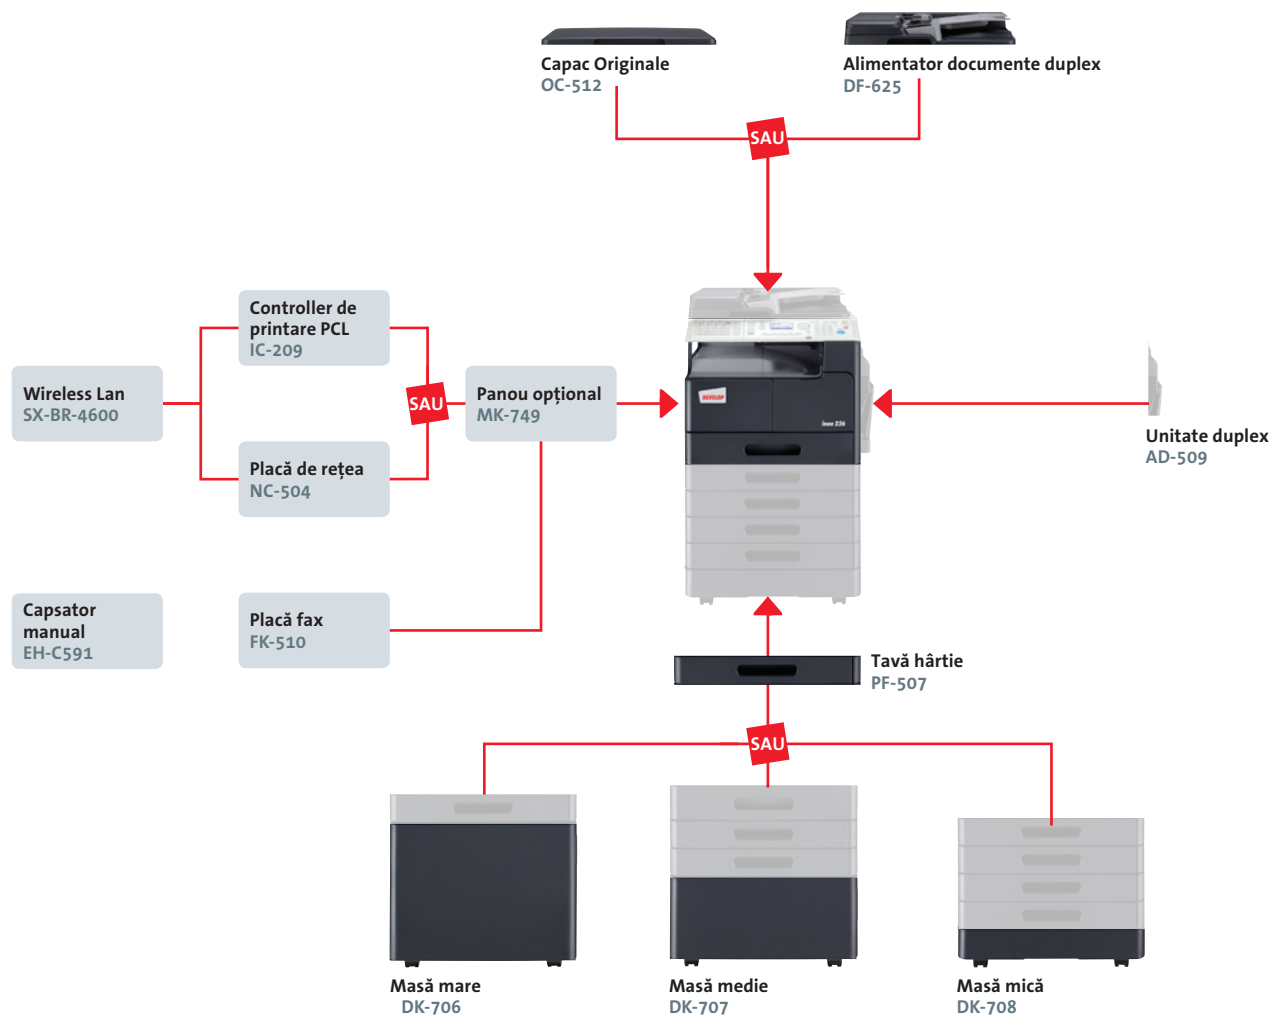 Capac Originale
OC-512
Alimentator documente duplex
DF-625
SAU
Controller de
printare PCL
IC-209
Wireless Lan
SX-BR-4600
SAU
Panou opțional
MK-749
DEVELOP
ineo 226
Unitate duplex
AD-509
Placă de rețea
NC-504
Capsator
manual
EH-C591
Placă fax
FK-510
Tavă hârtie
PF-507
SAU
Masă mare
DK-706
Masă medie
DK-707
Masă mică
DK-708